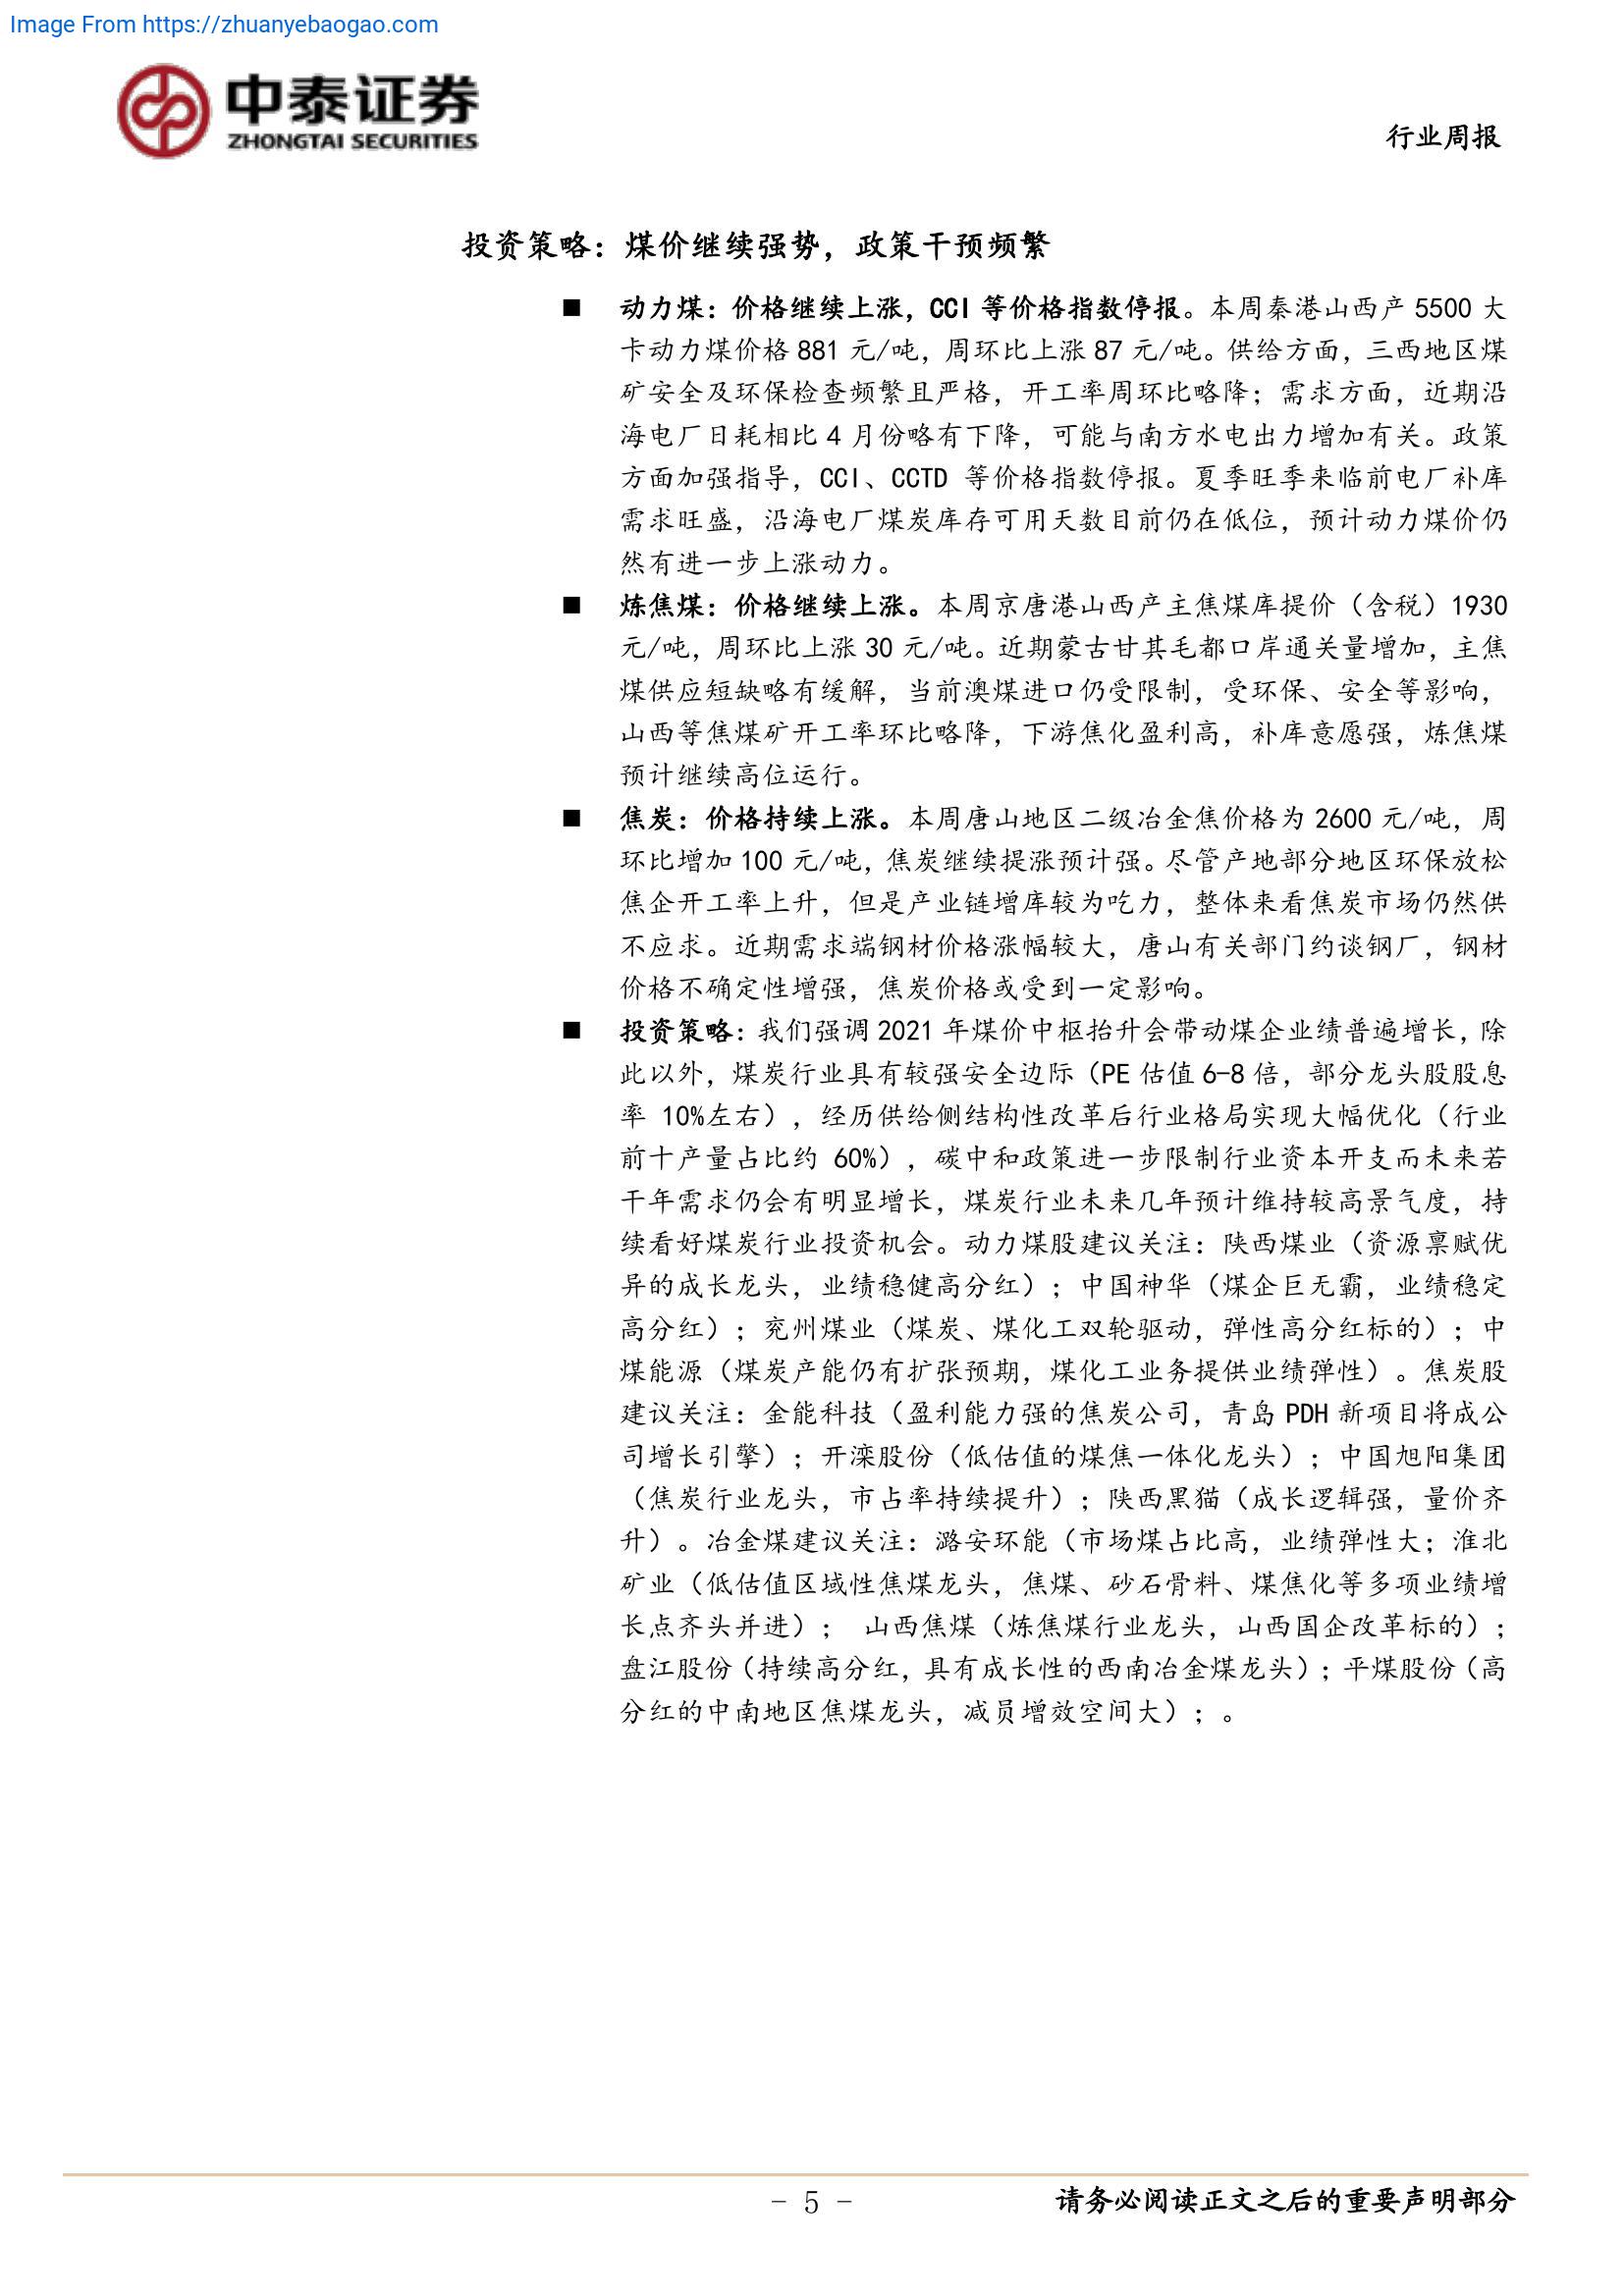 Image From https://zhuanyebaogao.com
中泰证券
ZHONGTAI SECURITIES
行业周报
投资策略：煤价继续强势，政策干预频繁
■ 动力煤：价格继续上涨，CCI 等价格指数停报。本周秦港山西产 5500 大
卡动力煤价格 881 元/吨，周环比上涨 87 元/吨。供给方面，三西地区煤
矿安全及环保检查频繁且严格，开工率周环比略降；需求方面，近期沿
海电厂日耗相比 4 月份略有下降，可能与南方水电出力增加有关。政策
方面加强指导，CCI、CCTD 等价格指数停报。夏季旺季来临前电厂补库
需求旺盛，沿海电厂煤炭库存可用天数目前仍在低位，预计动力煤价仍
然有进一步上涨动力。
■ 炼焦煤：价格继续上涨。本周京唐港山西产主焦煤库提价（含税）1930
元/吨，周环比上涨 30 元/吨。近期蒙古甘其毛都口岸通关量增加，主焦
煤供应短缺略有缓解，当前澳煤进口仍受限制，受环保、安全等影响，
山西等焦煤矿开工率环比略降，下游焦化盈利高，补库意愿强，炼焦煤
预计继续高位运行。
■ 焦炭：价格持续上涨。本周唐山地区二级冶金焦价格为 2600 元/吨，周
环比增加 100 元/吨，焦炭继续提涨预计强。尽管产地部分地区环保放松
焦企开工率上升，但是产业链增库较为吃力，整体来看焦炭市场仍然供
不应求。近期需求端钢材价格涨幅较大，唐山有关部门约谈钢厂，钢材
价格不确定性增强，焦炭价格或受到一定影响。
■ 投资策略：我们强调 2021 年煤价中枢抬升会带动煤企业绩普遍增长，除
此以外，煤炭行业具有较强安全边际（PE 估值 6-8 倍，部分龙头股股息
率 10%左右），经历供给侧结构性改革后行业格局实现大幅优化（行业
前十产量占比约 60%），碳中和政策进一步限制行业资本开支而未来若
干年需求仍会有明显增长，煤炭行业未来几年预计维持较高景气度，持
续看好煤炭行业投资机会。动力煤股建议关注：陕西煤业（资源禀赋优
异的成长龙头，业绩稳健高分红）；中国神华（煤企巨无霸，业绩稳定
高分红）；兖州煤业（煤炭、煤化工双轮驱动，弹性高分红标的）；中
煤能源（煤炭产能仍有扩张预期，煤化工业务提供业绩弹性）。焦炭股
建议关注：金能科技（盈利能力强的焦炭公司，青岛 PDH 新项目将成公
司增长引擎）；开滦股份（低估值的煤焦一体化龙头）；中国旭阳集团
（焦炭行业龙头，市占率持续提升）；陕西黑猫（成长逻辑强，量价齐
升）。冶金煤建议关注：潞安环能（市场煤占比高，业绩弹性大；淮北
矿业（低估值区域性焦煤龙头，焦煤、砂石骨料、煤焦化等多项业绩增
长点齐头并进）； 山西焦煤（炼焦煤行业龙头，山西国企改革标的）；
盘江股份（持续高分红，具有成长性的西南冶金煤龙头）；平煤股份（高
分红的中南地区焦煤龙头，减员增效空间大）；。
- 5 -
请务必阅读正文之后的重要声明部分